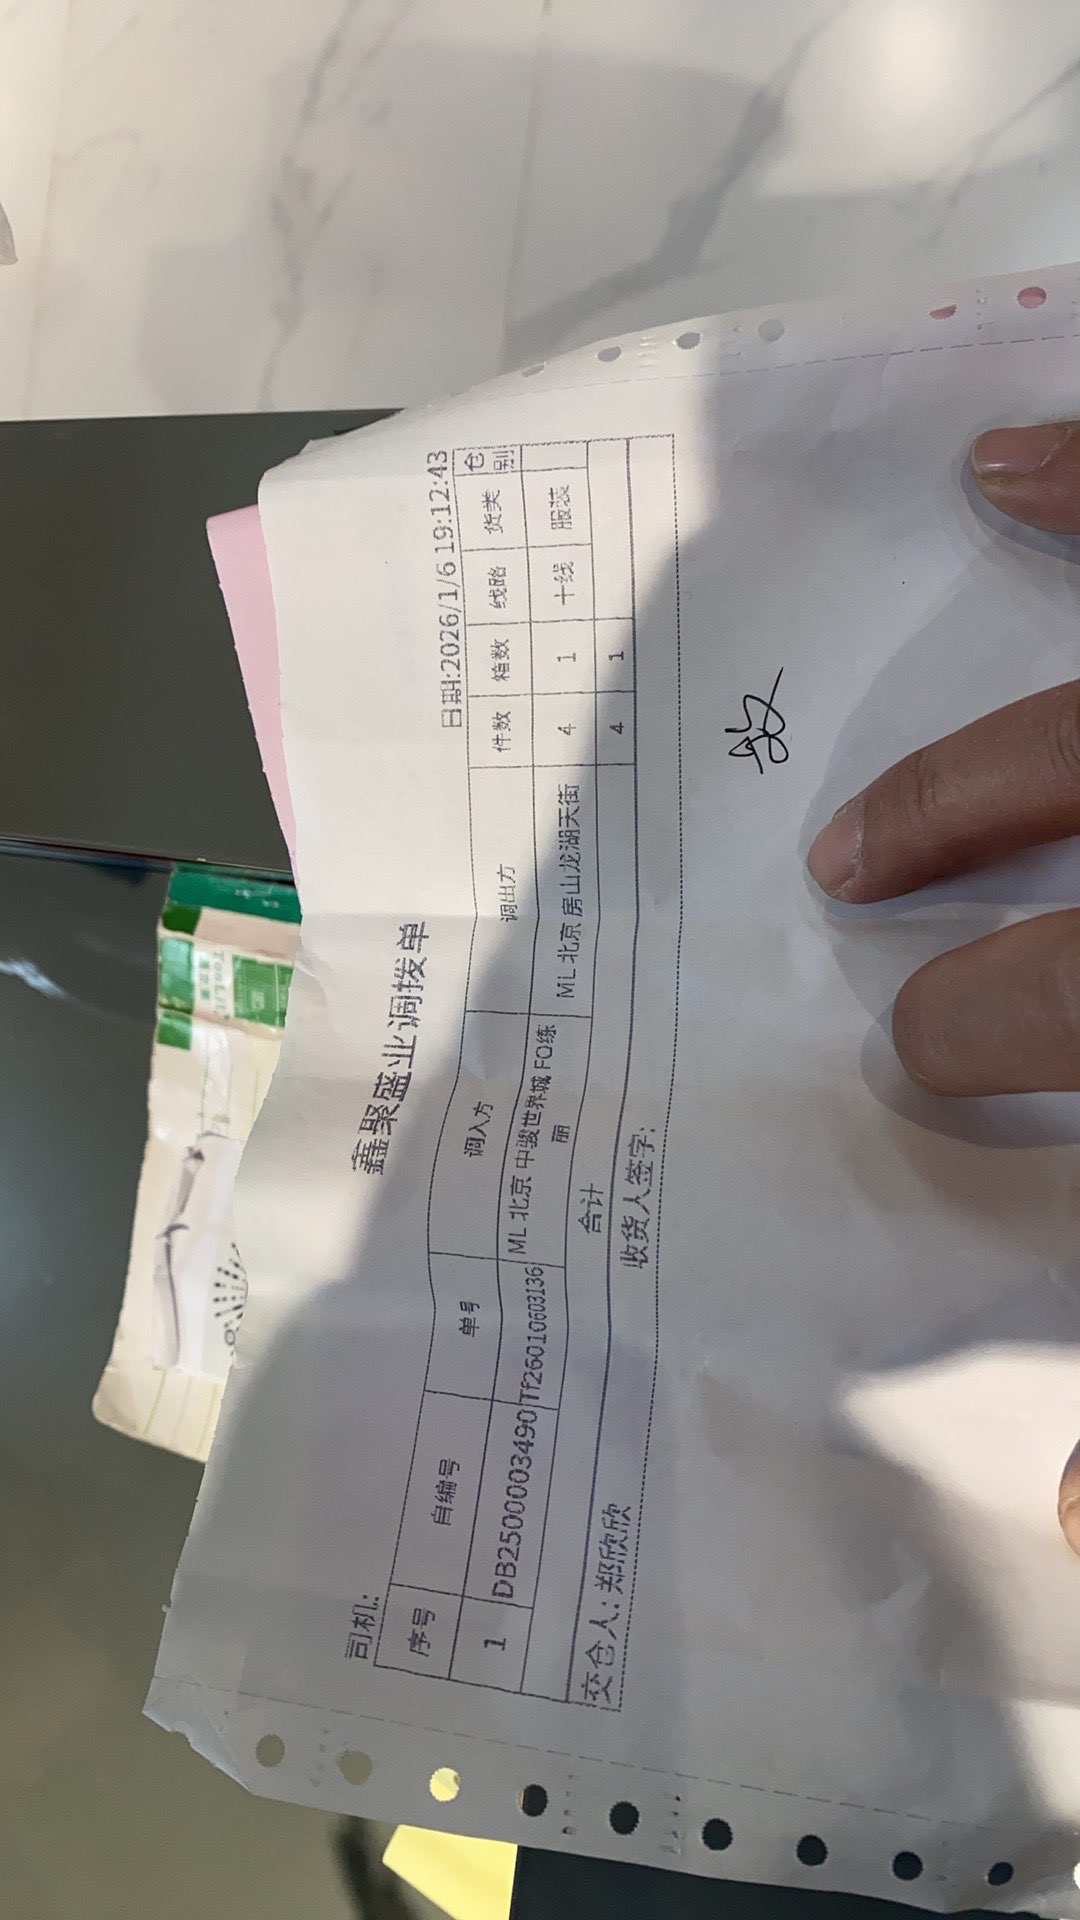 鑫聚盛业调拨单
司机:
日期:2026/1/6 19:12:43
序号 自编号 单号 调入方 调出方 件数 箱数 线路 货类 仓别
1 DB2500003490 Tf26010603136 ML 北京 中骏世界城 FO练丽 ML 北京 房山龙湖天街 4 1 十线 服装
合计 4 1
交仓人: 郑欣欣 收货人签字: